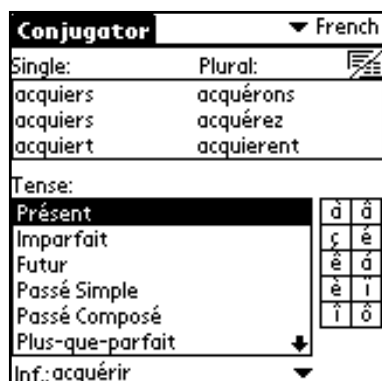 Conjugator French
Single: Plural:
acquiers acquérons
acquiers acquérez
acquiert acquierent
Tense:
Présent
Imparfait
Futur
Passé Simple
Passé Composé
Plus-que-parfait
à â
ç é
ê á
è ï
î ô
Inf.: acquérir